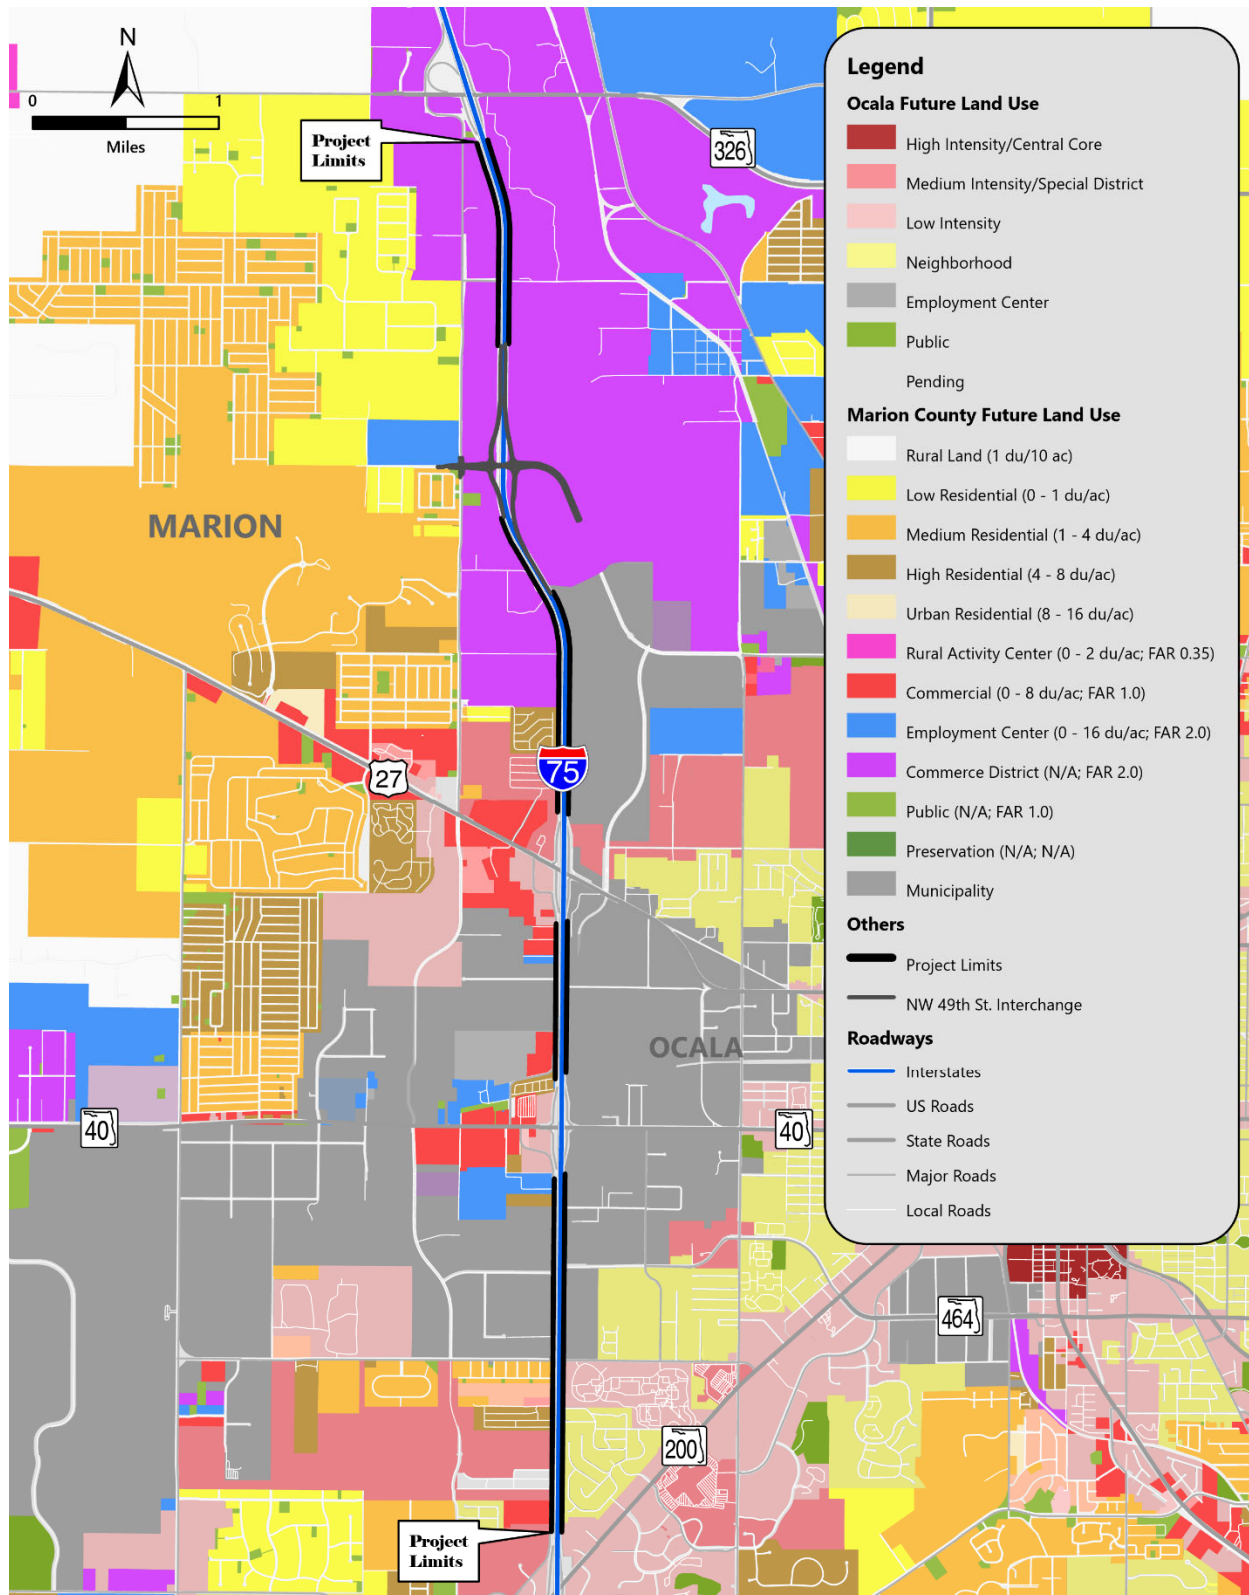 N
0 1
Miles
Project
Limits
326
MARION
27
75
OCALA
40
40
464
200
Project
Limits
Legend
Ocala Future Land Use
High Intensity/Central Core
Medium Intensity/Special District
Low Intensity
Neighborhood
Employment Center
Public
Pending
Marion County Future Land Use
Rural Land (1 du/10 ac)
Low Residential (0 - 1 du/ac)
Medium Residential (1 - 4 du/ac)
High Residential (4 - 8 du/ac)
Urban Residential (8 - 16 du/ac)
Rural Activity Center (0 - 2 du/ac; FAR 0.35)
Commercial (0 - 8 du/ac; FAR 1.0)
Employment Center (0 - 16 du/ac; FAR 2.0)
Commerce District (N/A; FAR 2.0)
Public (N/A; FAR 1.0)
Preservation (N/A; N/A)
Municipality
Others
Project Limits
NW 49th St. Interchange
Roadways
Interstates
US Roads
State Roads
Major Roads
Local Roads